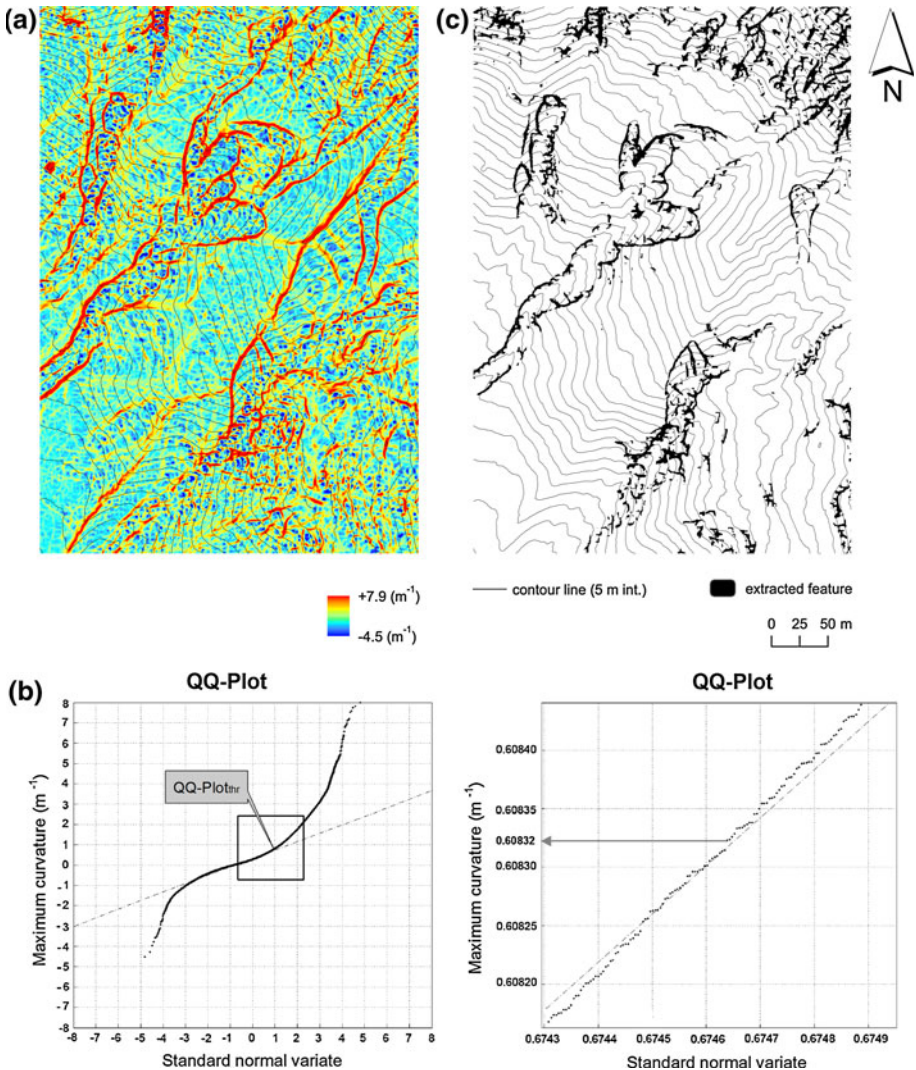 (a)
(c)
N
+7.9 (m⁻¹)
-4.5 (m⁻¹)
contour line (5 m int.)
extracted feature
0 25 50 m
(b)
QQ-Plot
8
7
6
5
4
3
2
1
0
-1
-2
-3
-4
-5
-6
-7
-8
Maximum curvature (m⁻¹)
QQ-Plotthr
-8 -7 -6 -5 -4 -3 -2 -1 0 1 2 3 4 5 6 7 8
Standard normal variate
QQ-Plot
0.60840
0.60835
0.60832
0.60830
0.60825
0.60820
Maximum curvature (m⁻¹)
0.6743 0.6744 0.6745 0.6746 0.6747 0.6748 0.6749
Standard normal variate